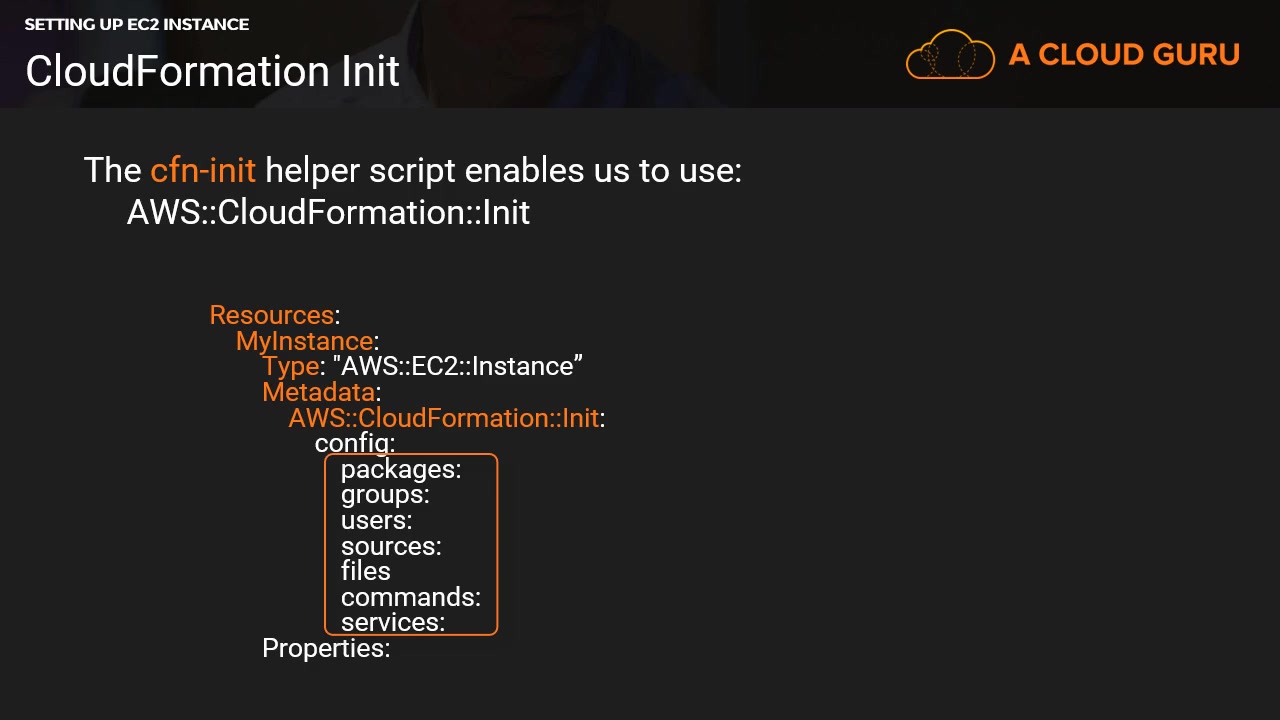 SETTING UP EC2 INSTANCE
CloudFormation Init
A CLOUD GURU
The cfn-init helper script enables us to use:
AWS::CloudFormation::Init
Resources:
MyInstance:
Type: "AWS::EC2::Instance”
Metadata:
AWS::CloudFormation::Init:
config:
packages:
groups:
users:
sources:
files
commands:
services:
Properties: